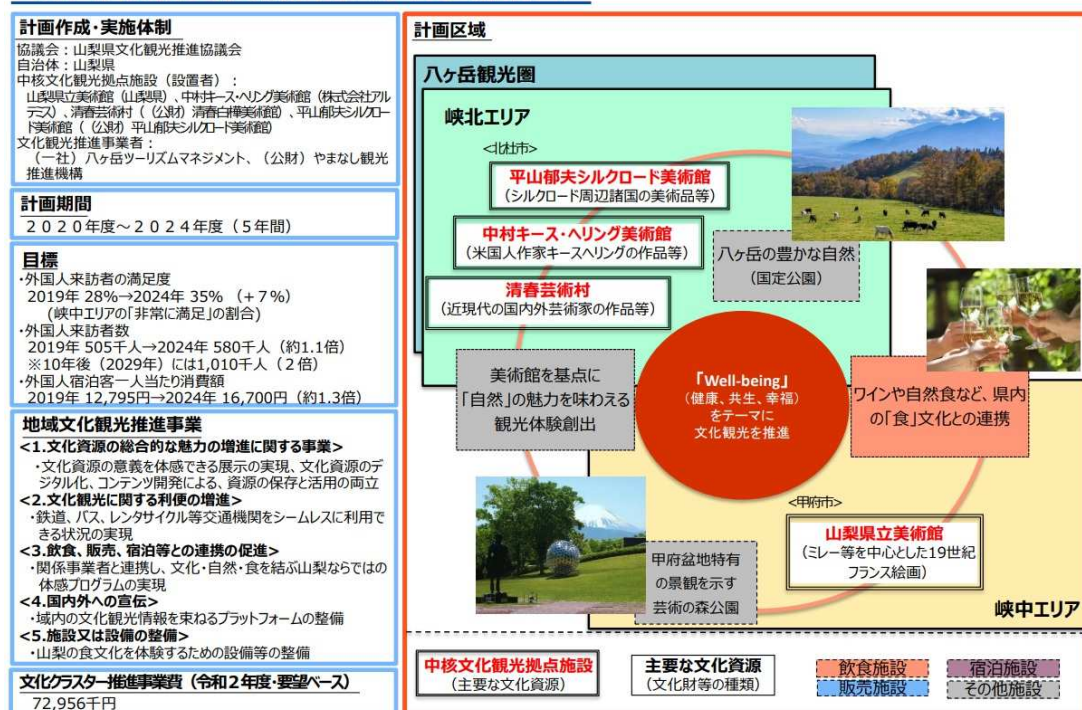 計画作成・実施体制
協議会：山梨県文化観光推進協議会
自治体：山梨県
中核文化観光拠点施設（設置者）：
山梨県立美術館（山梨県）、中村キース・ヘリング美術館（株式会社アル
テス）、清春芸術村（（公財）清春白樺美術館）、平山郁夫シルクロー
ド美術館（（公財）平山郁夫シルクロード美術館）
文化観光推進事業者：
（一社）八ヶ岳ツーリズムマネジメント、（公財）やまなし観光
推進機構
計画期間
２０２０年度～２０２４年度（５年間）
目標
・外国人来訪者の満足度
2019年 28%→2024年 35% （+７%）
(峡中エリアの「非常に満足」の割合)
・外国人来訪者数
2019年 505千人→2024年 580千人（約1.1倍）
※10年後（2029年）には1,010千人（２倍）
・外国人宿泊客一人当たり消費額
2019年 12,795円→2024年 16,700円（約1.3倍）
地域文化観光推進事業
<1.文化資源の総合的な魅力の増進に関する事業>
・文化資源の意義を体感できる展示の実現、文化資源のデ
ジタル化、コンテンツ開発による、資源の保存と活用の両立
<2.文化観光に関する利便の増進>
・鉄道、バス、レンタサイクル等交通機関をシームレスに利用で
きる状況の実現
<3.飲食、販売、宿泊等との連携の促進>
・関係事業者と連携し、文化・自然・食を結ぶ山梨ならではの
体感プログラムの実現
<4.国内外への宣伝>
・域内の文化観光情報を束ねるプラットフォームの整備
<5.施設又は設備の整備>
・山梨の食文化を体験するための設備等の整備
文化クラスター推進事業費（令和２年度・要望ベース）
72,956千円
計画区域
八ヶ岳観光圏
峡北エリア
<北杜市>
平山郁夫シルクロード美術館
（シルクロード周辺諸国の美術品等）
中村キース・ヘリング美術館
（米国人作家キースヘリングの作品等）
清春芸術村
（近現代の国内外芸術家の作品等）
八ヶ岳の豊かな自然
（国定公園）
美術館を基点に
「自然」の魅力を味わえる
観光体験創出
「Well-being」
（健康、共生、幸福）
をテーマに
文化観光を推進
ワインや自然食など、県内
の「食」文化との連携
<甲府市>
山梨県立美術館
（ミレー等を中心とした19世紀
フランス絵画）
甲府盆地特有
の景観を示す
芸術の森公園
峡中エリア
中核文化観光拠点施設
（主要な文化資源）
主要な文化資源
（文化財等の種類）
飲食施設
宿泊施設
販売施設
その他施設